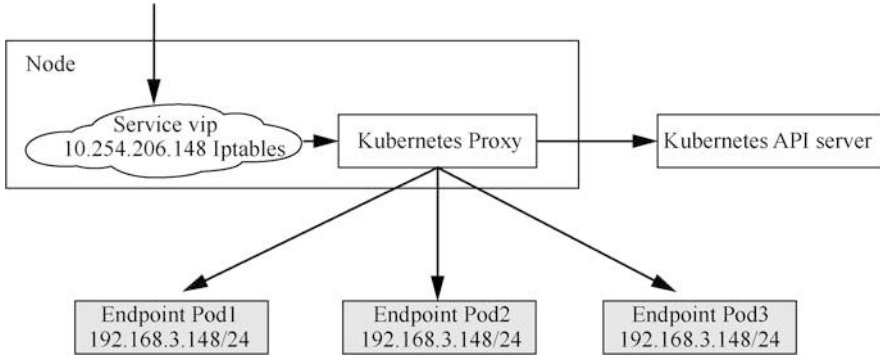 Node
Service vip
10.254.206.148 Iptables
Kubernetes Proxy
Kubernetes API server
Endpoint Pod1
192.168.3.148/24
Endpoint Pod2
192.168.3.148/24
Endpoint Pod3
192.168.3.148/24